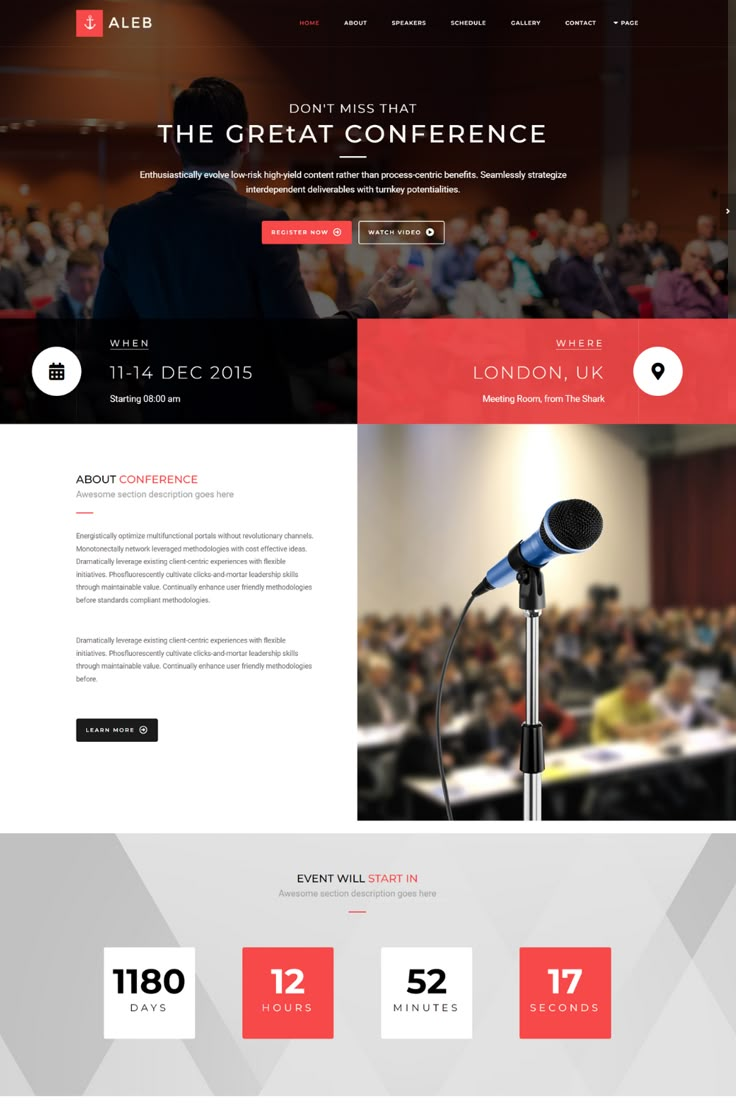 ALEB
HOME ABOUT SPEAKERS SCHEDULE GALLERY CONTACT PAGE
DON'T MISS THAT
THE GREtAT CONFERENCE
Enthusiastically evolve low-risk high-yield content rather than process-centric benefits. Seamlessly strategize
interdependent deliverables with turnkey potentialities.
REGISTER NOW WATCH VIDEO
WHEN
11-14 DEC 2015
Starting 08:00 am
WHERE
LONDON, UK
Meeting Room, from The Shark
ABOUT CONFERENCE
Awesome section description goes here
Energistically optimize multifunctional portals without revolutionary channels.
Monotonectally network leveraged methodologies with cost effective ideas.
Dramatically leverage existing client-centric experiences with flexible
initiatives. Phosfluorescently cultivate clicks-and-mortar leadership skills
through maintainable value. Continually enhance user friendly methodologies
before standards compliant methodologies.
Dramatically leverage existing client-centric experiences with flexible
initiatives. Phosfluorescently cultivate clicks-and-mortar leadership skills
through maintainable value. Continually enhance user friendly methodologies
before.
LEARN MORE
EVENT WILL START IN
Awesome section description goes here
1180 12 52 17
DAYS HOURS MINUTES SECONDS